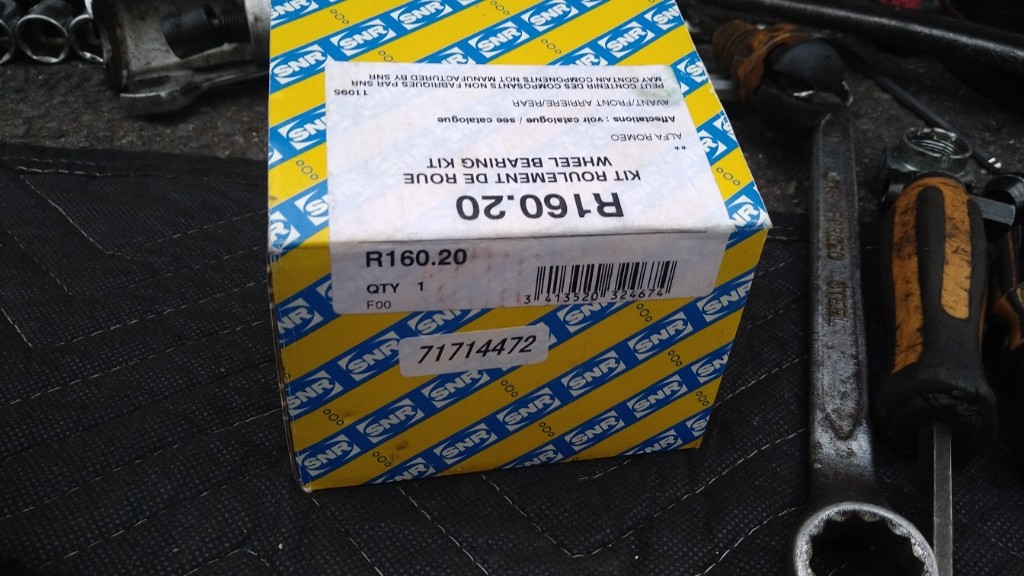 SNR
R160.20
KIT ROULEMENT DE ROUE
WHEEL BEARING KIT
**
ALFA ROMEO
Affectations : voir catalogue / see catalogue
AVANT/FRONT ARRIERE/REAR
11095
PEUT CONTENIR DES COMPOSANTS NON FABRIQUES PAR SNR
MAY CONTAIN COMPONENTS NOT MANUFACTURED BY SNR
R160.20
QTY 1
F00
3 413520 324674
71714472
STEEL